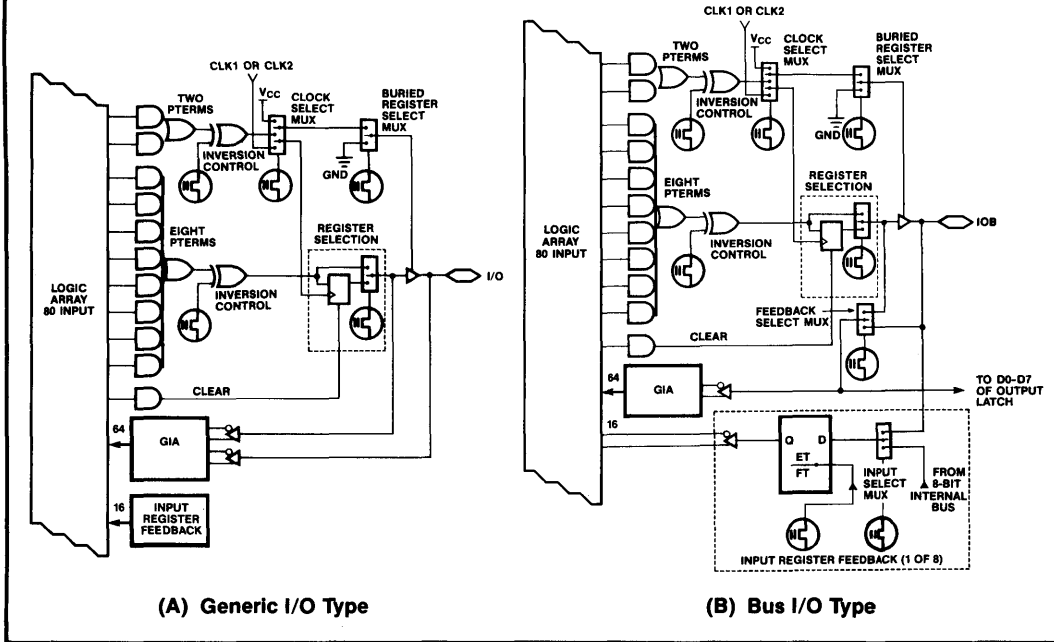 CLK1 OR CLK2
VCC
TWO
PTERMS
CLOCK
SELECT
MUX
BURIED
REGISTER
SELECT
MUX
INVERSION
CONTROL
GND
EIGHT
PTERMS
REGISTER
SELECTION
LOGIC
ARRAY
80 INPUT
INVERSION
CONTROL
I/O
CLEAR
64
GIA
16
INPUT
REGISTER
FEEDBACK
(A) Generic I/O Type
CLK1 OR CLK2
VCC
TWO
PTERMS
CLOCK
SELECT
MUX
BURIED
REGISTER
SELECT
MUX
INVERSION
CONTROL
GND
EIGHT
PTERMS
REGISTER
SELECTION
LOGIC
ARRAY
80 INPUT
INVERSION
CONTROL
IOB
FEEDBACK
SELECT MUX
CLEAR
64
GIA
TO D0-D7
OF OUTPUT
LATCH
16
Q D
ET
FT
INPUT
SELECT
MUX
FROM
8-BIT
INTERNAL
BUS
INPUT REGISTER FEEDBACK (1 OF 8)
(B) Bus I/O Type